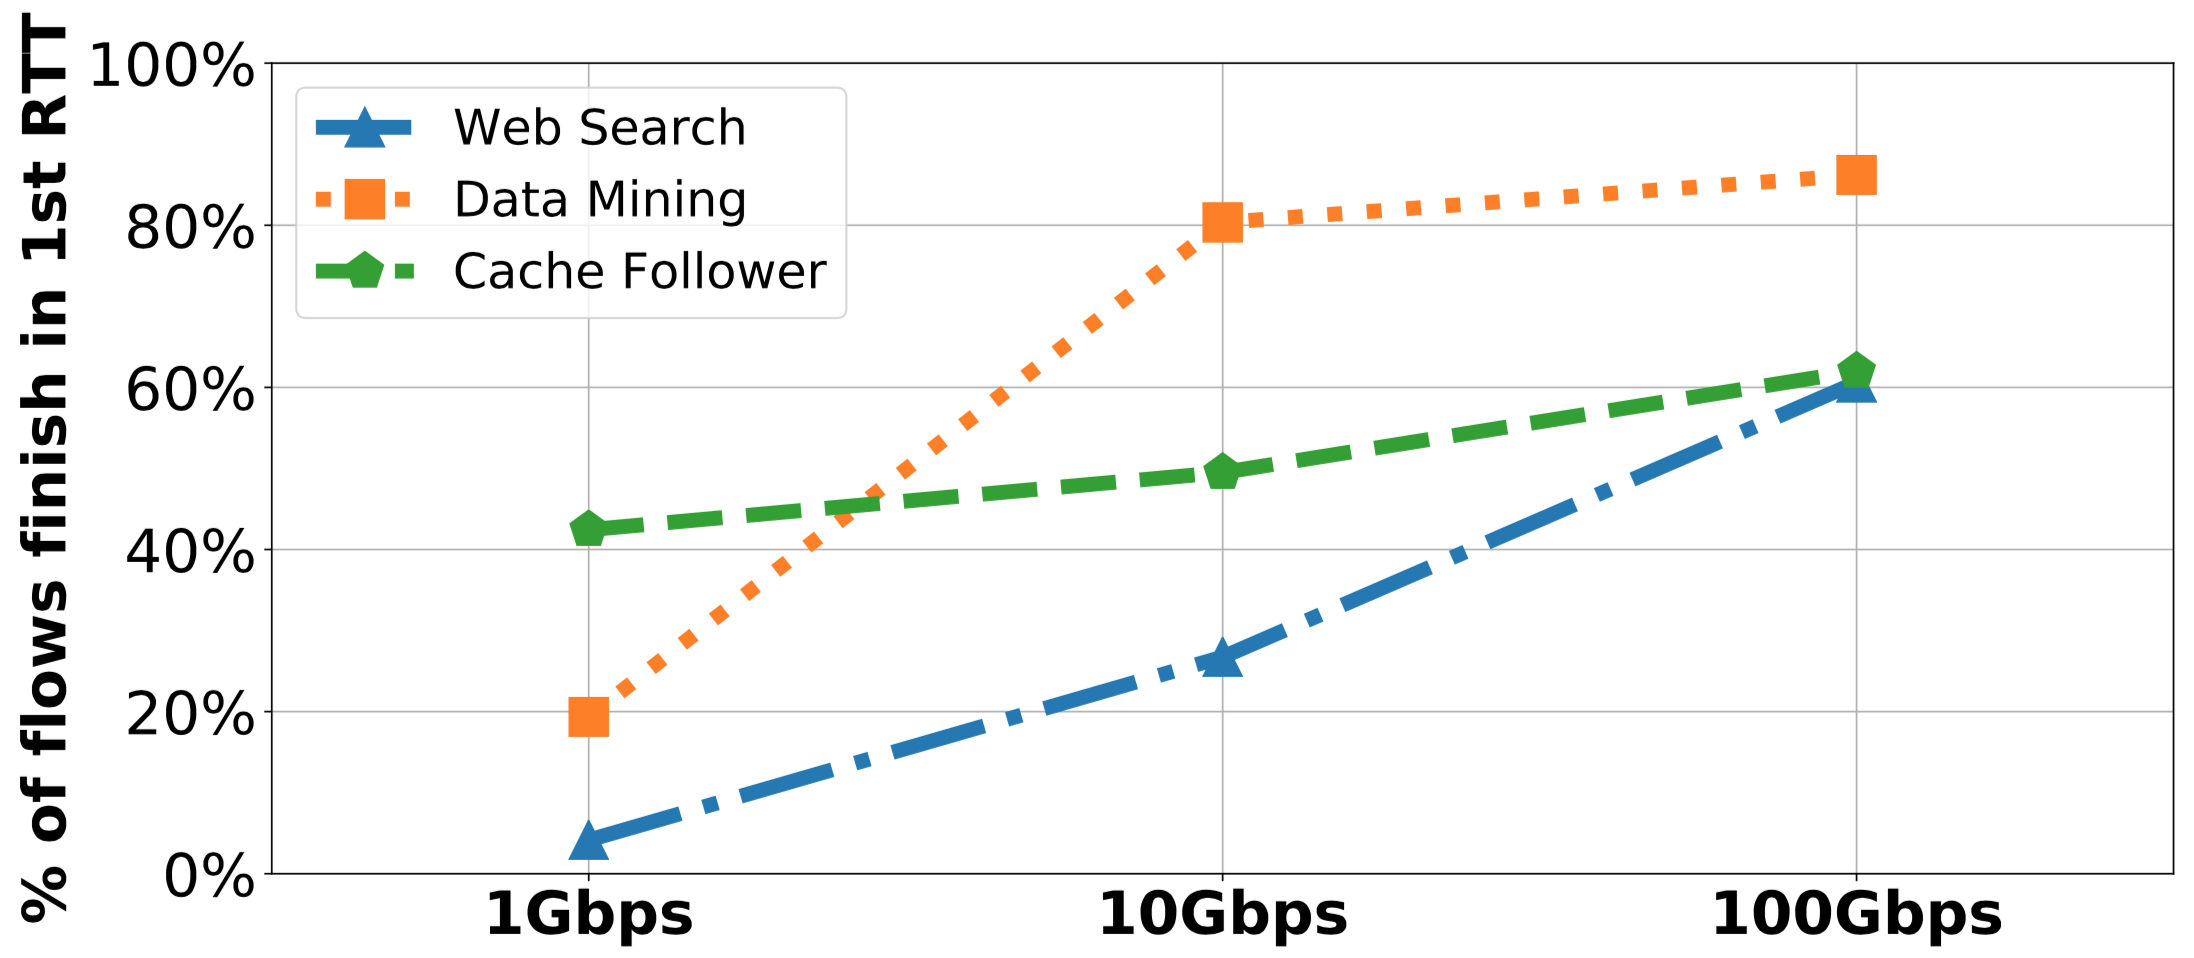 % of flows finish in 1st RTT
100%
80%
60%
40%
20%
0%
Web Search
Data Mining
Cache Follower
1Gbps 10Gbps 100Gbps